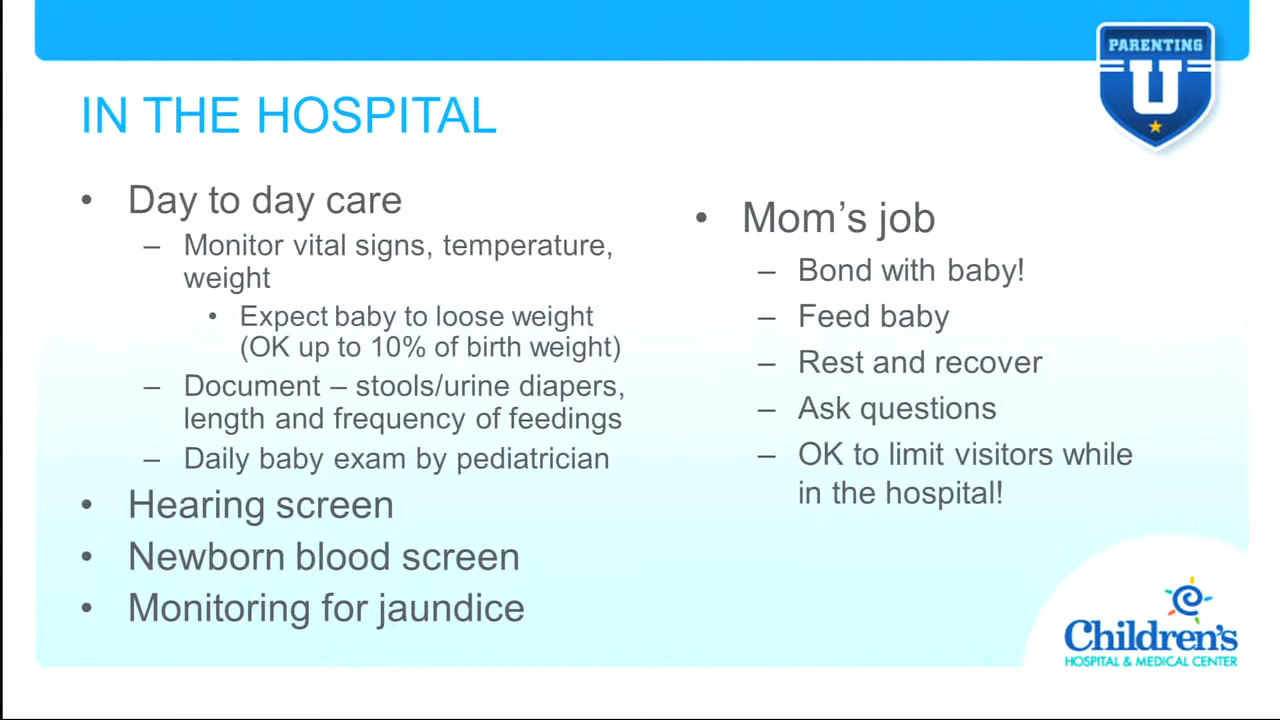 PARENTING
U
IN THE HOSPITAL
• Day to day care
– Monitor vital signs, temperature,
weight
• Expect baby to loose weight
(OK up to 10% of birth weight)
– Document – stools/urine diapers,
length and frequency of feedings
– Daily baby exam by pediatrician
• Hearing screen
• Newborn blood screen
• Monitoring for jaundice
• Mom’s job
– Bond with baby!
– Feed baby
– Rest and recover
– Ask questions
– OK to limit visitors while
in the hospital!
Children's
HOSPITAL & MEDICAL CENTER